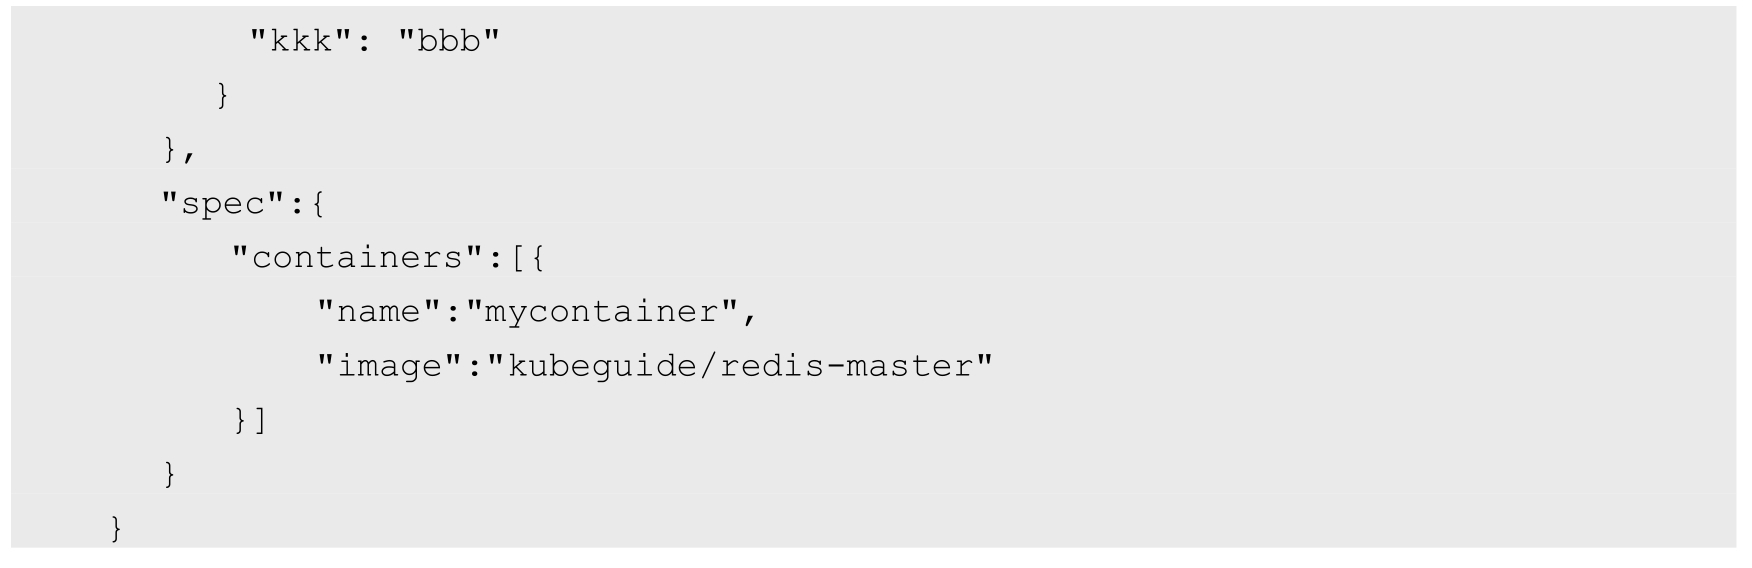 "kkk": "bbb"
}
},
"spec":{
"containers":[{
"name":"mycontainer",
"image":"kubeguide/redis-master"
}]
}
}